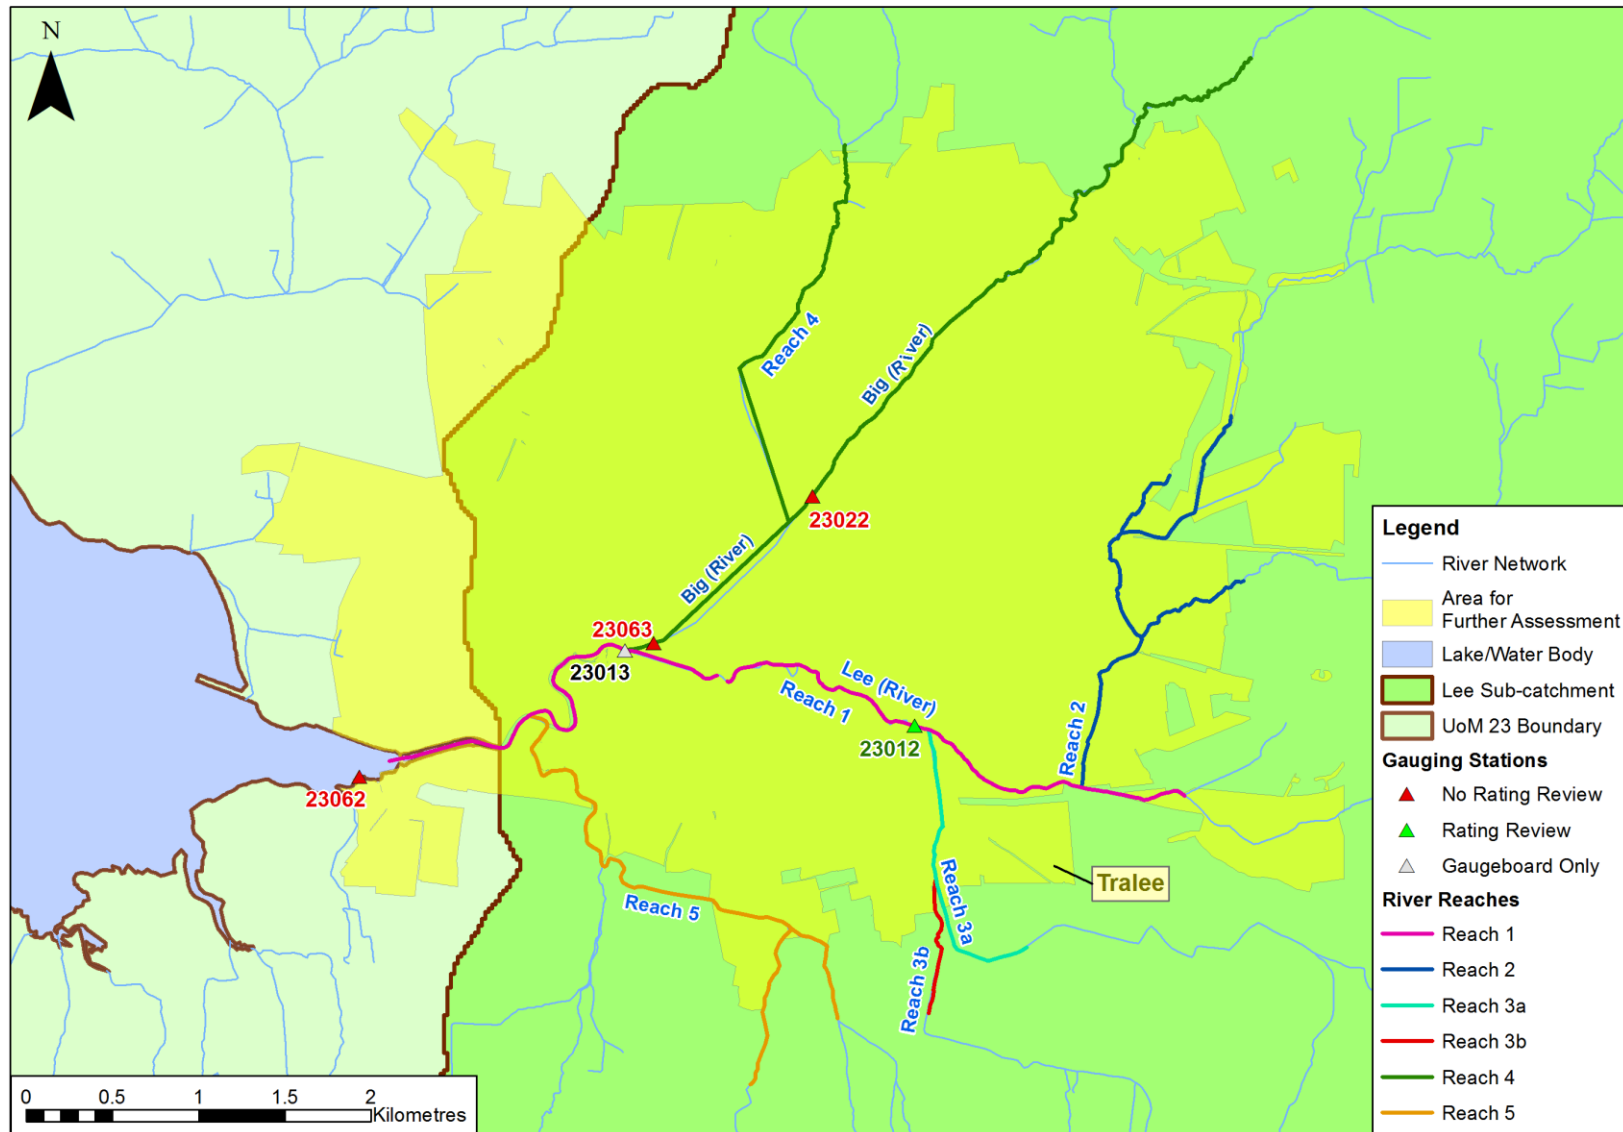 N
Reach 4
Big (River)
23022
Big (River)
23063
23013
Lee (River)
Reach 1
23012
Reach 2
23062
Reach 3a
Tralee
Reach 5
Reach 3b
Legend
River Network
Area for
Further Assessment
Lake/Water Body
Lee Sub-catchment
UoM 23 Boundary
Gauging Stations
No Rating Review
Rating Review
Gaugeboard Only
River Reaches
Reach 1
Reach 2
Reach 3a
Reach 3b
Reach 4
Reach 5
0 0.5 1 1.5 2
Kilometres